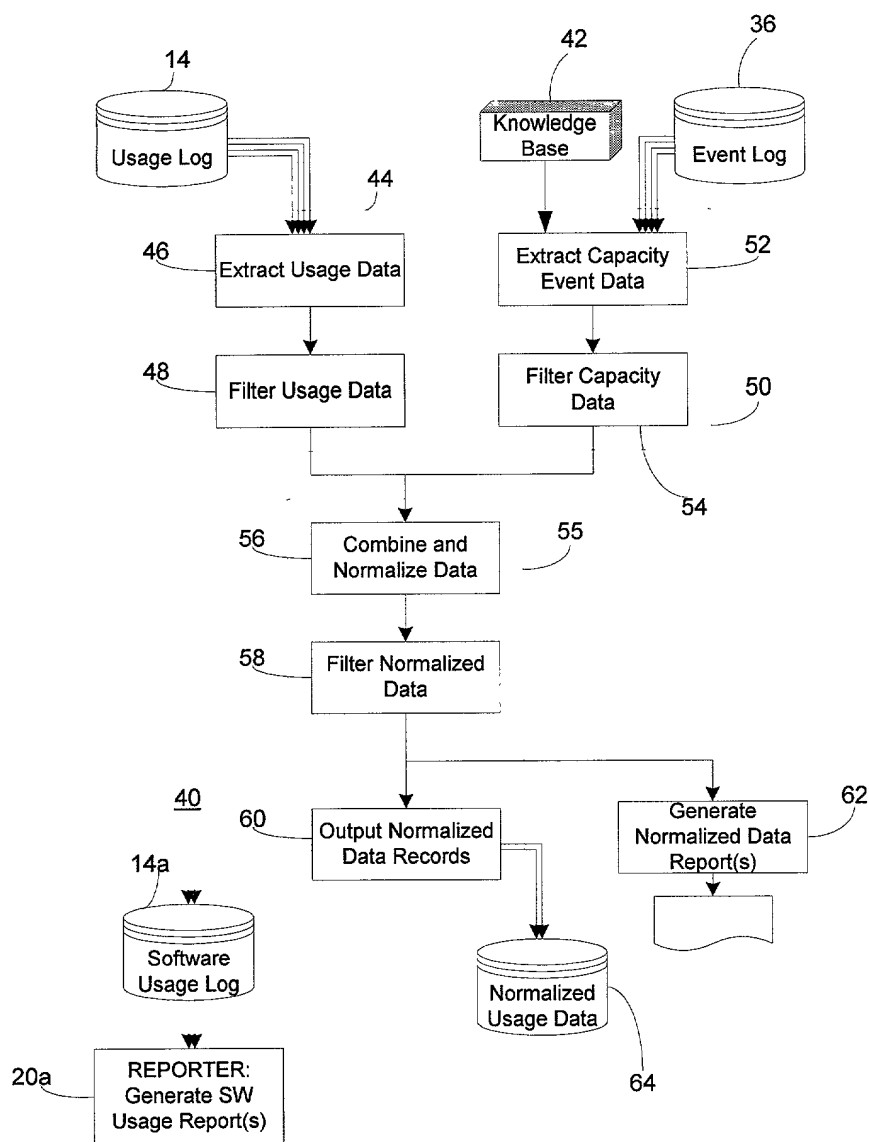 14
42
36
Usage Log
Knowledge
Base
Event Log
44
46
Extract Usage Data
Extract Capacity
Event Data
52
48
Filter Usage Data
Filter Capacity
Data
50
54
56
Combine and
Normalize Data
55
58
Filter Normalized
Data
40
60
Output Normalized
Data Records
Generate
Normalized Data
Report(s)
62
14a
Software
Usage Log
Normalized
Usage Data
64
20a
REPORTER:
Generate SW
Usage Report(s)